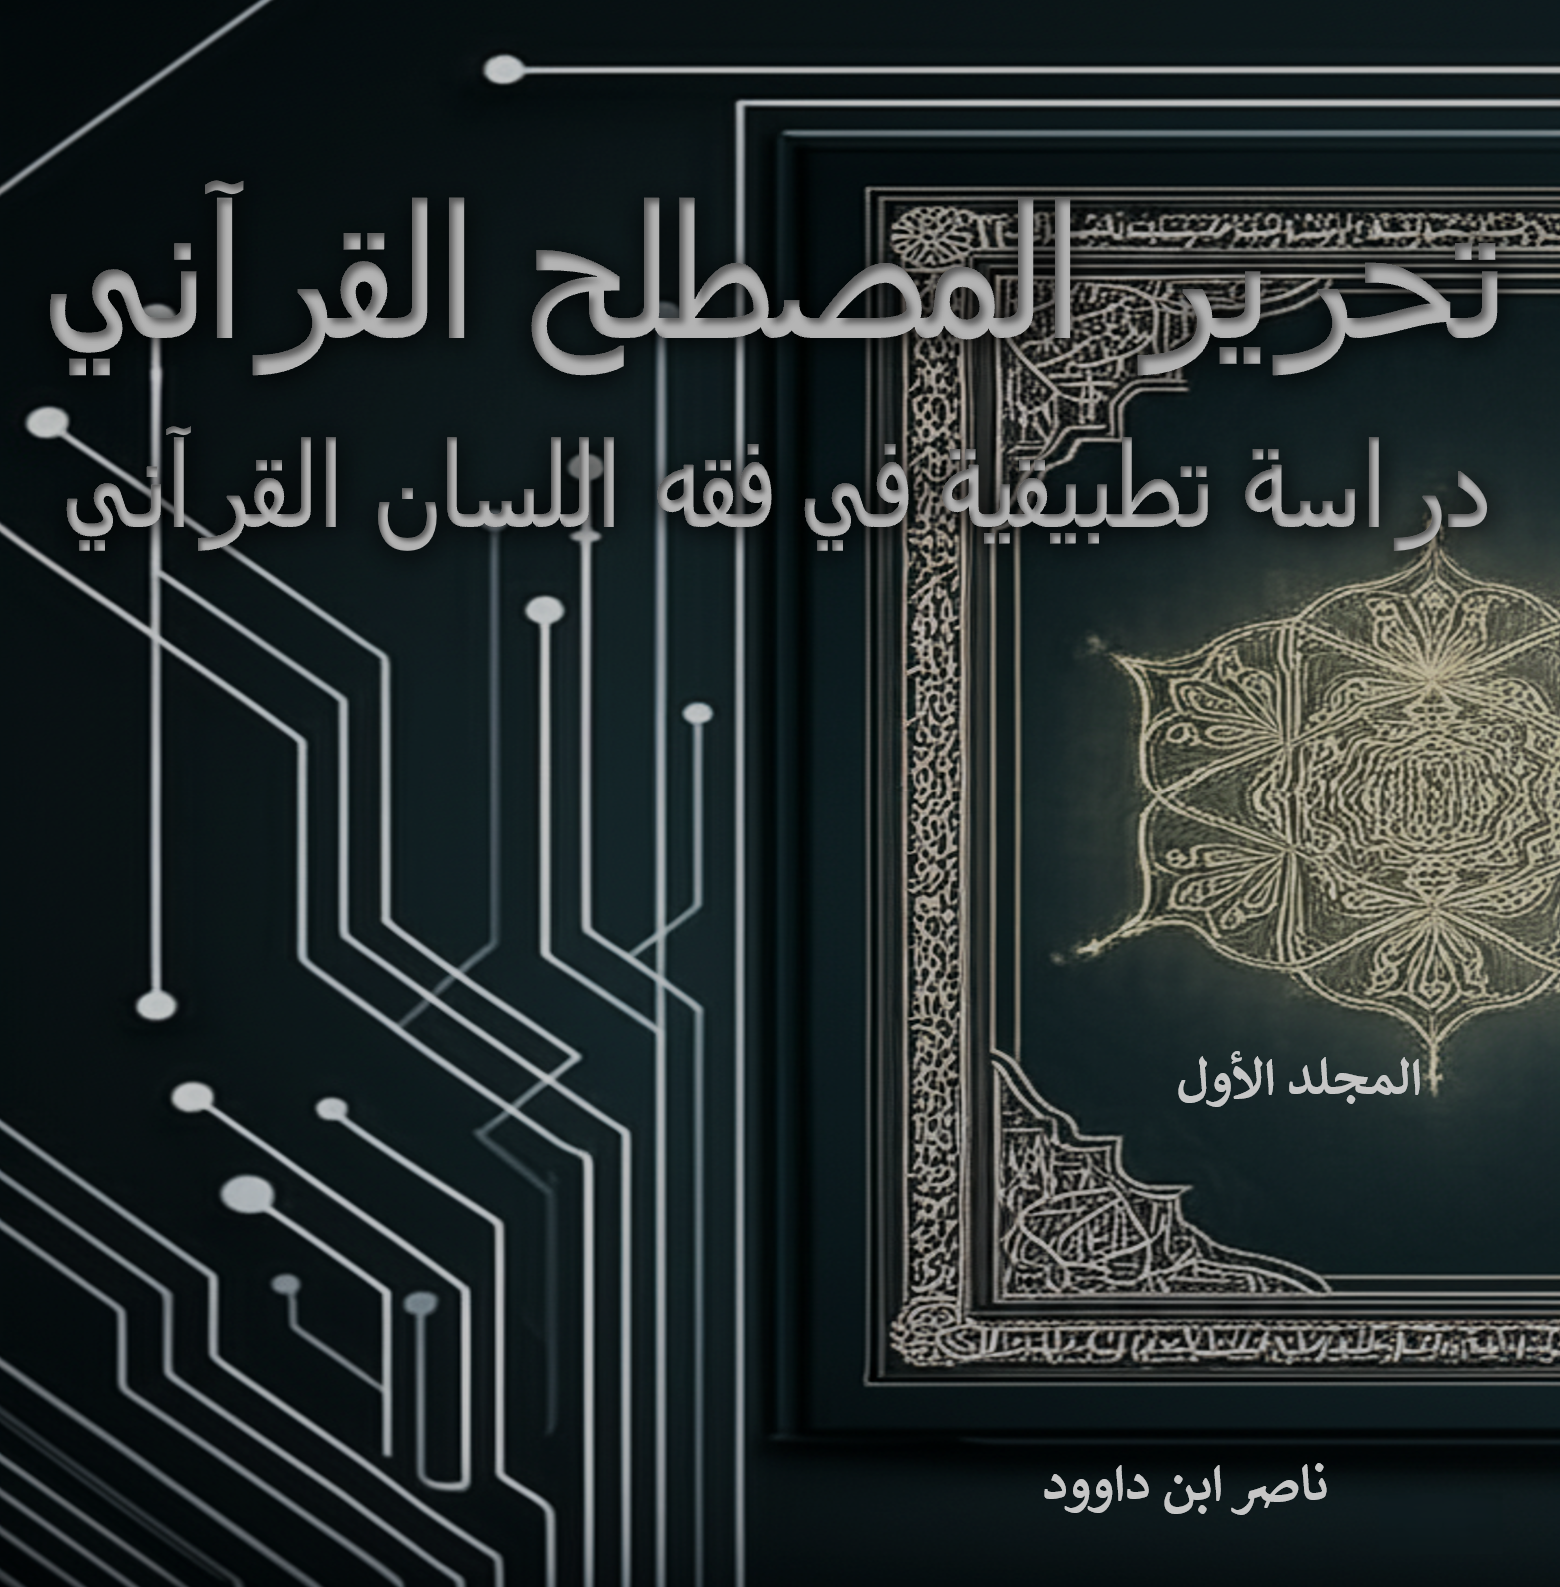 تحرير المصطلح القرآني
دراسة تطبيقية في فقه اللسان القرآني
المجلد الأول
ناصر ابن داوود